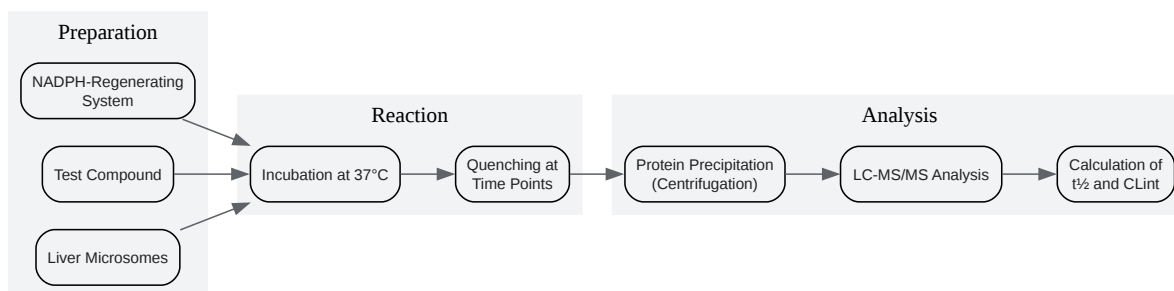 Preparation
NADPH-Regenerating
System
Test Compound
Liver Microsomes
Reaction
Incubation at 37°C
Quenching at
Time Points
Analysis
Protein Precipitation
(Centrifugation)
LC-MS/MS Analysis
Calculation of
t½ and CLint